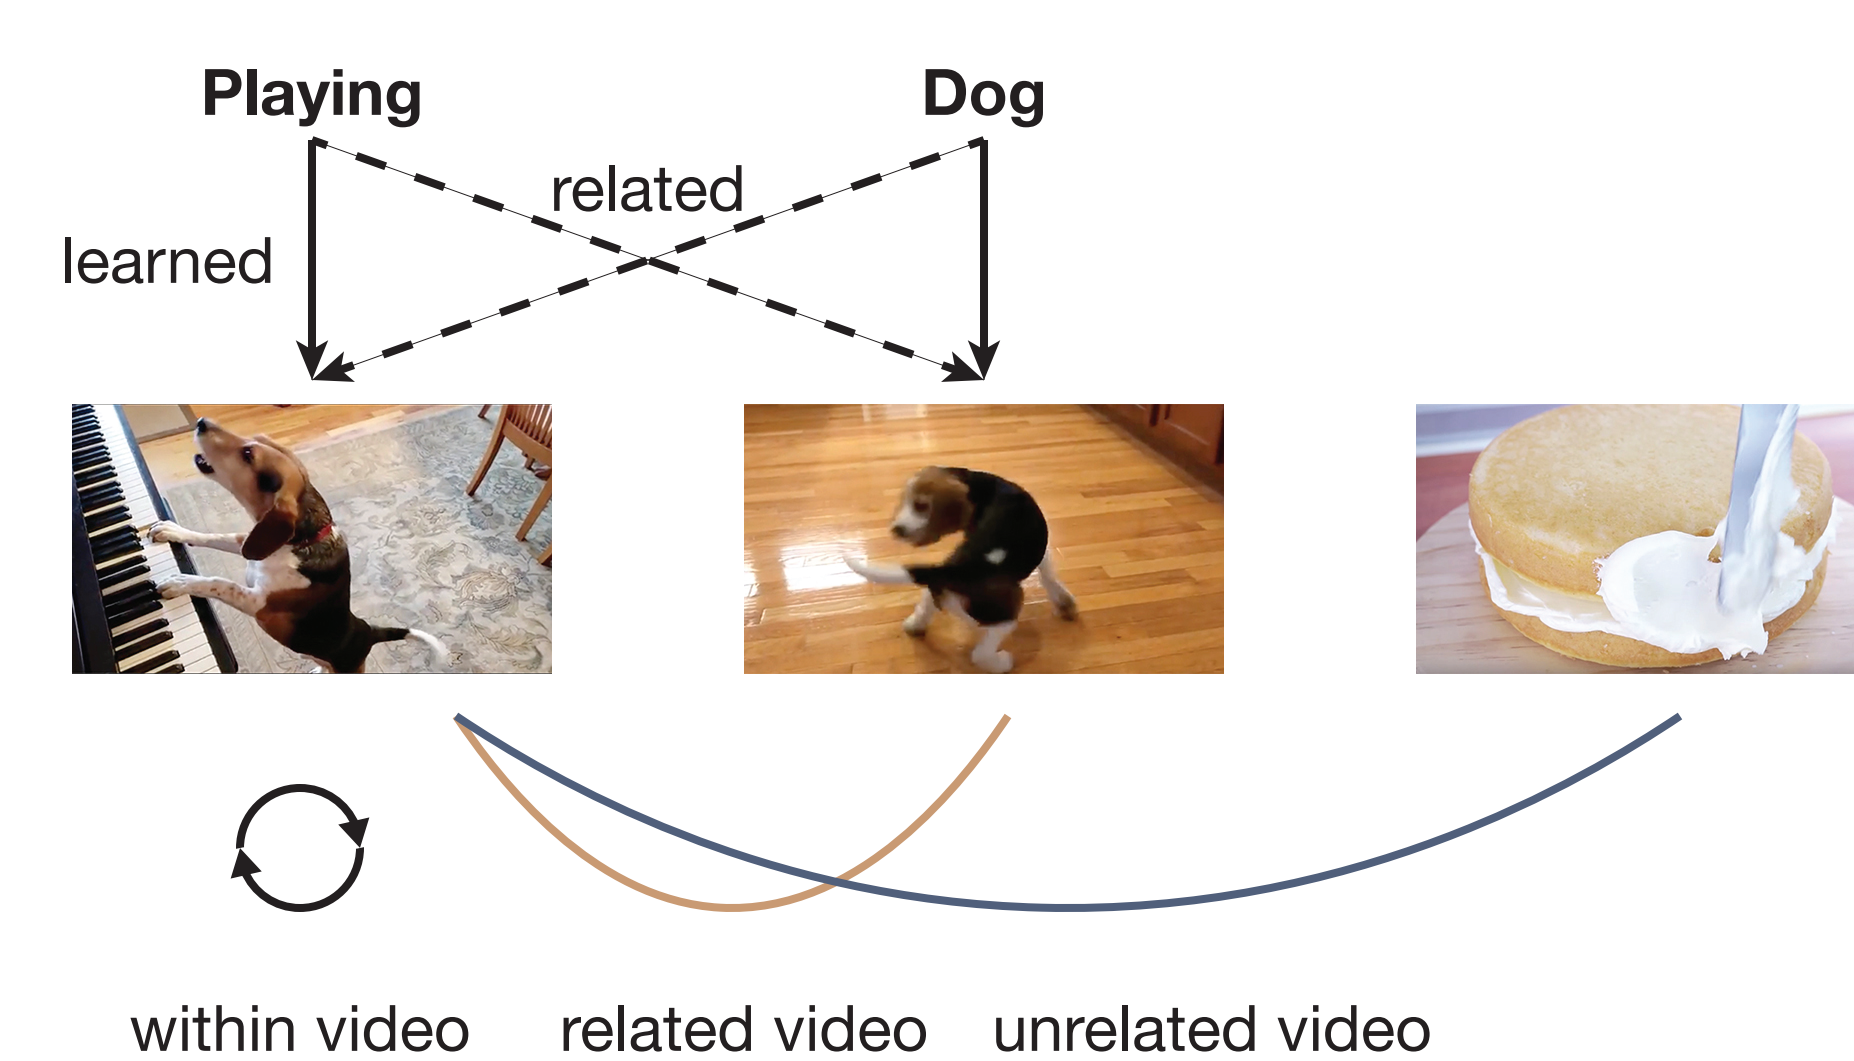 Playing
Dog
related
learned
within video
related video
unrelated video